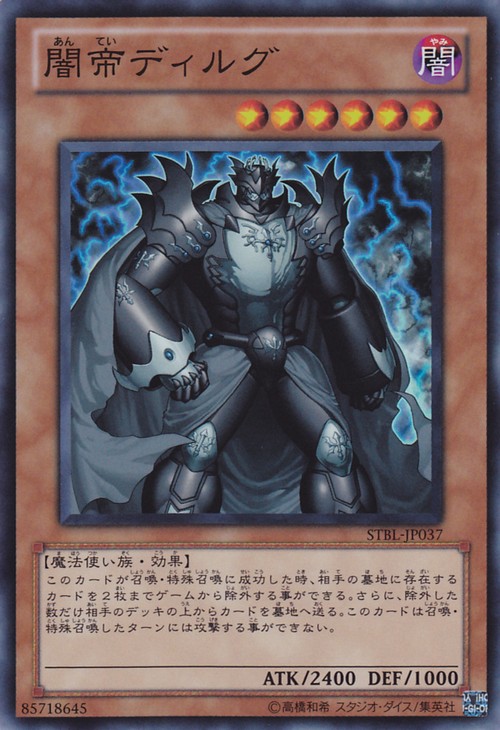 闇帝ディルグ
闇
STBL-JP037
【魔法使い族・効果】
このカードが召喚・特殊召喚に成功した時、相手の墓地に存在する
カードを2枚までゲームから除外する事ができる。さらに、除外した
数だけ相手のデッキの上からカードを墓地へ送る。このカードは召喚・
特殊召喚したターンには攻撃する事ができない。
ATK/2400 DEF/1000
85718645
©高橋和希 スタジオ・ダイス/集英社